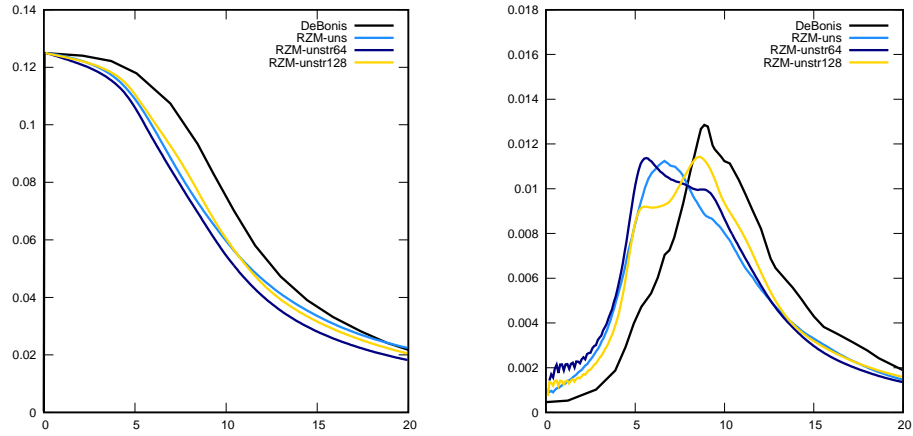 0.14
0.12
0.1
0.08
0.06
0.04
0.02
0
0 5 10 15 20
DeBonis
RZM-uns
RZM-unstr64
RZM-unstr128
0.018
0.016
0.014
0.012
0.01
0.008
0.006
0.004
0.002
0
0 5 10 15 20
DeBonis
RZM-uns
RZM-unstr64
RZM-unstr128